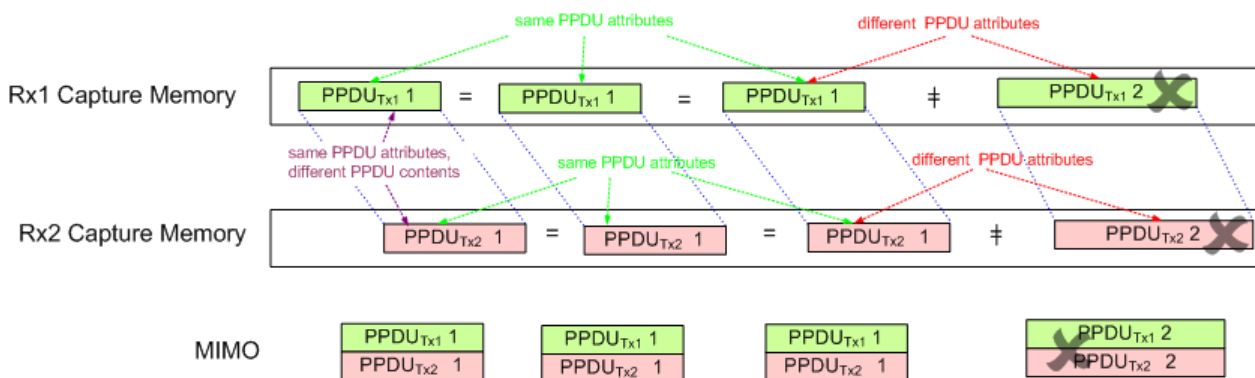 same PPDU attributes
different PPDU attributes
Rx1 Capture Memory
PPDUTx1 1 = PPDUTx1 1 = PPDUTx1 1 ǂ PPDUTx1 2
same PPDU attributes,
different PPDU contents
same PPDU attributes
different PPDU attributes
Rx2 Capture Memory
PPDUTx2 1 = PPDUTx2 1 = PPDUTx2 1 ǂ PPDUTx2 2
MIMO
PPDUTx1 1 PPDUTx1 1 PPDUTx1 1 PPDUTx1 2
PPDUTx2 1 PPDUTx2 1 PPDUTx2 1 PPDUTx2 2